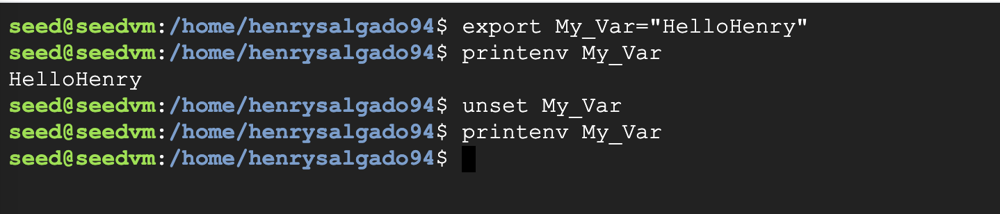 seed@seedvm:/home/henrysalgado94$ export My_Var="HelloHenry"
seed@seedvm:/home/henrysalgado94$ printenv My_Var
HelloHenry
seed@seedvm:/home/henrysalgado94$ unset My_Var
seed@seedvm:/home/henrysalgado94$ printenv My_Var
seed@seedvm:/home/henrysalgado94$